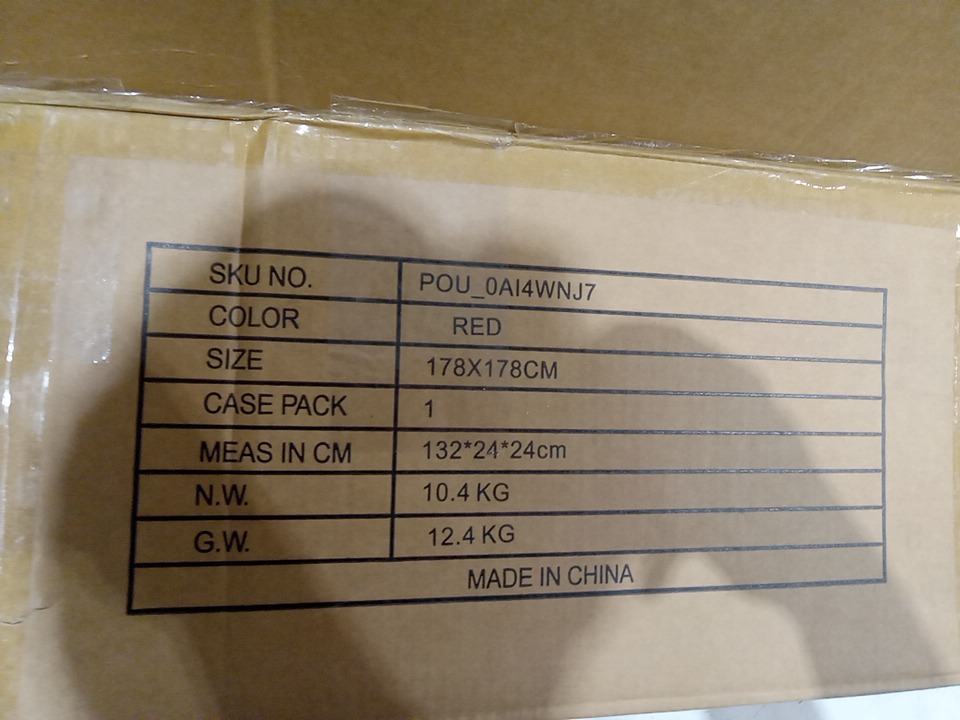 SKU NO. POU_0AI4WNJ7
COLOR RED
SIZE 178X178CM
CASE PACK 1
MEAS IN CM 132*24*24cm
N.W. 10.4 KG
G.W. 12.4 KG
MADE IN CHINA